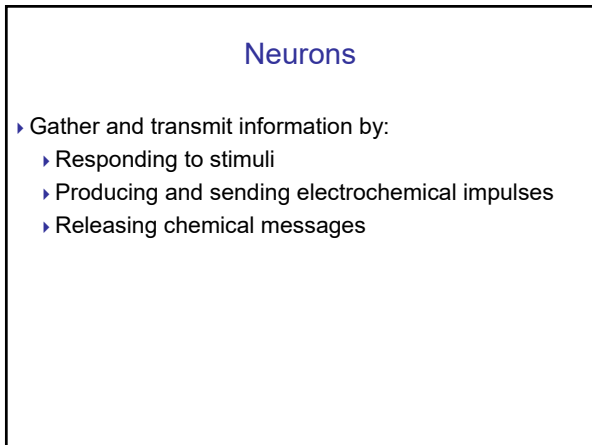 Neurons
Gather and transmit information by:
Responding to stimuli
Producing and sending electrochemical impulses
Releasing chemical messages